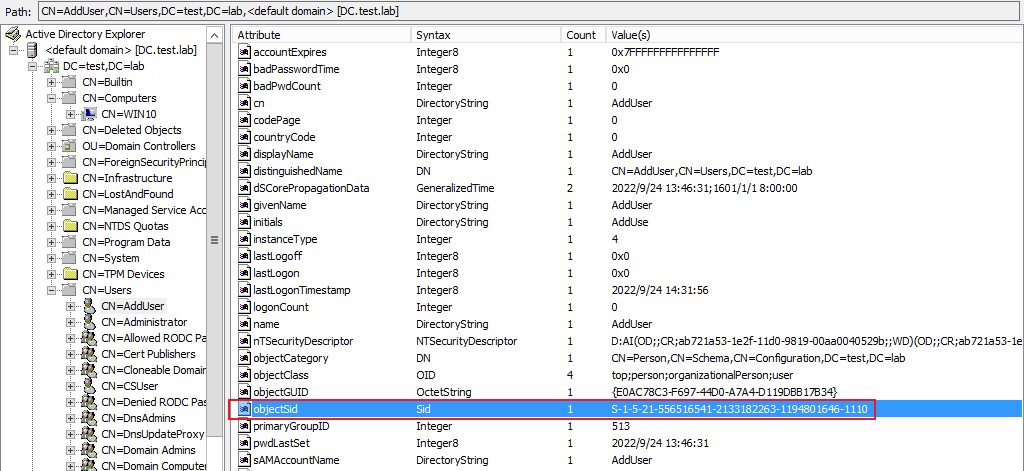 Path: CN=AddUser,CN=Users,DC=test,DC=lab,<default domain> [DC.test.lab]
Active Directory Explorer
<default domain> [DC.test.lab]
DC=test,DC=lab
CN=Builtin
CN=Computers
CN=WIN10
CN=Deleted Objects
OU=Domain Controllers
CN=ForeignSecurityPrincip
CN=Infrastructure
CN=LostAndFound
CN=Managed Service Acc
CN=NTDS Quotas
CN=Program Data
CN=System
CN=TPM Devices
CN=Users
CN=AddUser
CN=Administrator
CN=Allowed RODC Pa
CN=Cert Publishers
CN=Cloneable Domain
CN=CSUser
CN=Denied RODC Pas
CN=DnsAdmins
CN=DnsUpdateProxy
CN=Domain Admins
CN=Domain Computer
Attribute Syntax Count Value(s)
accountExpires Integer8 1 0x7FFFFFFFFFFFFFFF
badPasswordTime Integer8 1 0x0
badPwdCount Integer 1 0
cn DirectoryString 1 AddUser
codePage Integer 1 0
countryCode Integer 1 0
displayName DirectoryString 1 AddUser
distinguishedName DN 1 CN=AddUser,CN=Users,DC=test,DC=lab
dSCorePropagationData GeneralizedTime 2 2022/9/24 13:46:31;1601/1/1 8:00:00
givenName DirectoryString 1 AddUser
initials DirectoryString 1 AddUse
instanceType Integer 1 4
lastLogoff Integer8 1 0x0
lastLogon Integer8 1 0x0
lastLogonTimestamp Integer8 1 2022/9/24 14:31:56
logonCount Integer 1 0
name DirectoryString 1 AddUser
nTSecurityDescriptor NTSecurityDescriptor 1 D:AI(OD;;CR;ab721a53-1e2f-11d0-9819-00aa0040529b;;WD)(OD;;CR;ab721a53-1e
objectCategory DN 1 CN=Person,CN=Schema,CN=Configuration,DC=test,DC=lab
objectClass OID 4 top;person;organizationalPerson;user
objectGUID OctetString 1 {E0AC78C3-F697-44D0-A7A4-D119DBB17B34}
objectSid Sid 1 S-1-5-21-556516541-2133182263-1194801646-1110
primaryGroupID Integer 1 513
pwdLastSet Integer8 1 2022/9/24 13:46:31
sAMAccountName DirectoryString 1 AddUser